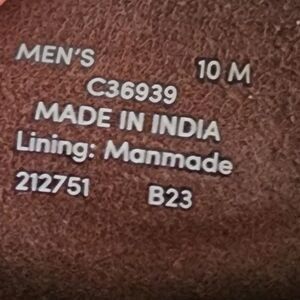 MEN'S 10 M
C36939
MADE IN INDIA
Lining: Manmade
212751 B23